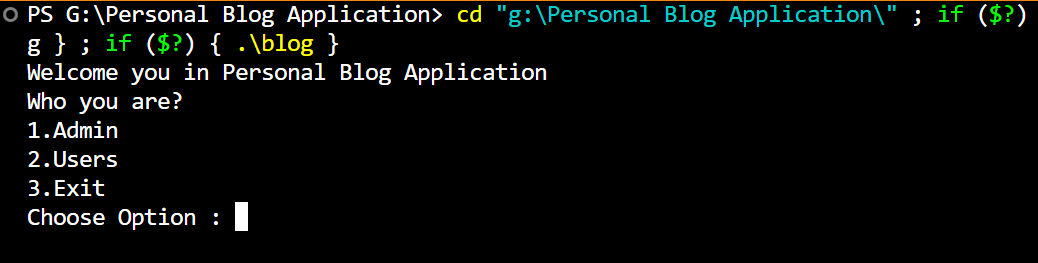 PS G:\Personal Blog Application> cd "g:\Personal Blog Application\" ; if ($?)
g } ; if ($?) { .\blog }
Welcome you in Personal Blog Application
Who you are?
1.Admin
2.Users
3.Exit
Choose Option :